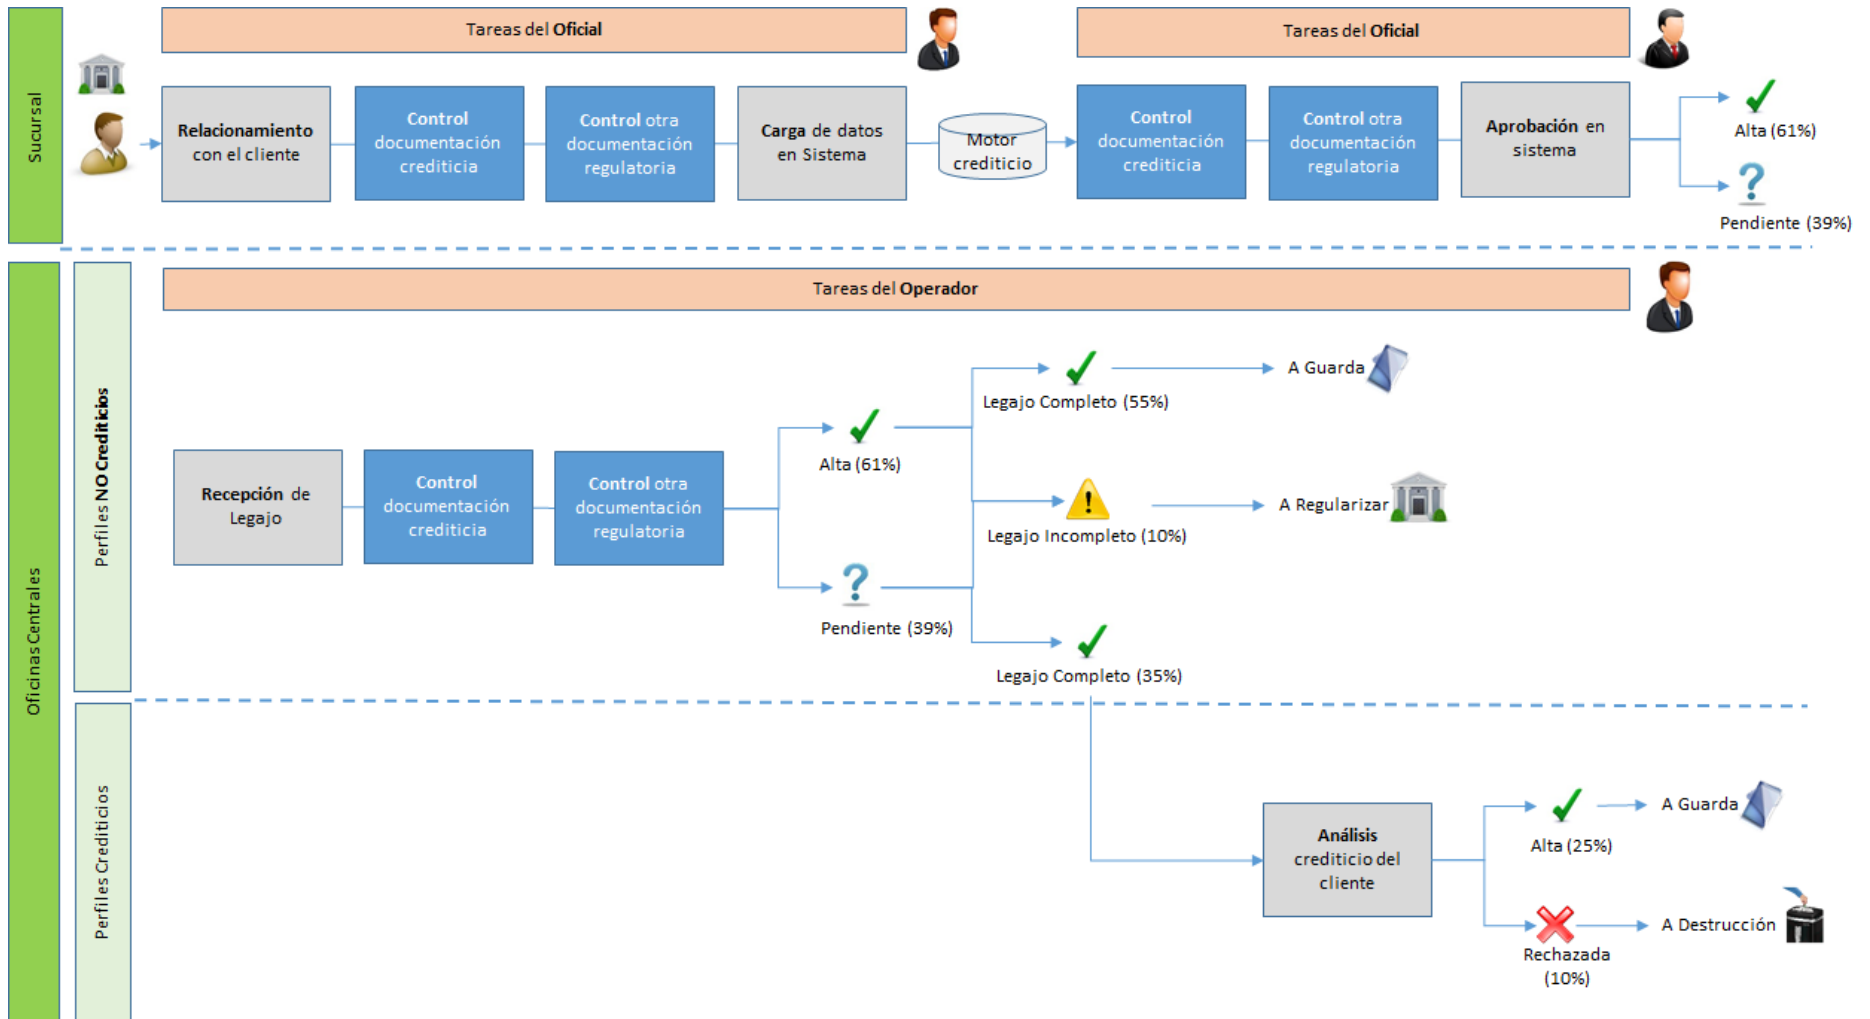 Sucursal
Tareas del Oficial
Tareas del Oficial
Relacionamiento
con el cliente
Control
documentación
crediticia
Control otra
documentación
regulatoria
Carga de datos
en Sistema
Motor
crediticio
Control
documentación
crediticia
Control otra
documentación
regulatoria
Aprobación en
sistema
Alta (61%)
Pendiente (39%)
Oficinas Centrales
Perfiles NO Crediticios
Tareas del Operador
Recepción de
Legajo
Control
documentación
crediticia
Control otra
documentación
regulatoria
Alta (61%)
Pendiente (39%)
Legajo Completo (55%)
A Guarda
Legajo Incompleto (10%)
A Regularizar
Legajo Completo (35%)
Perfiles Crediticios
Análisis
crediticio del
cliente
Alta (25%)
A Guarda
Rechazada
(10%)
A Destrucción